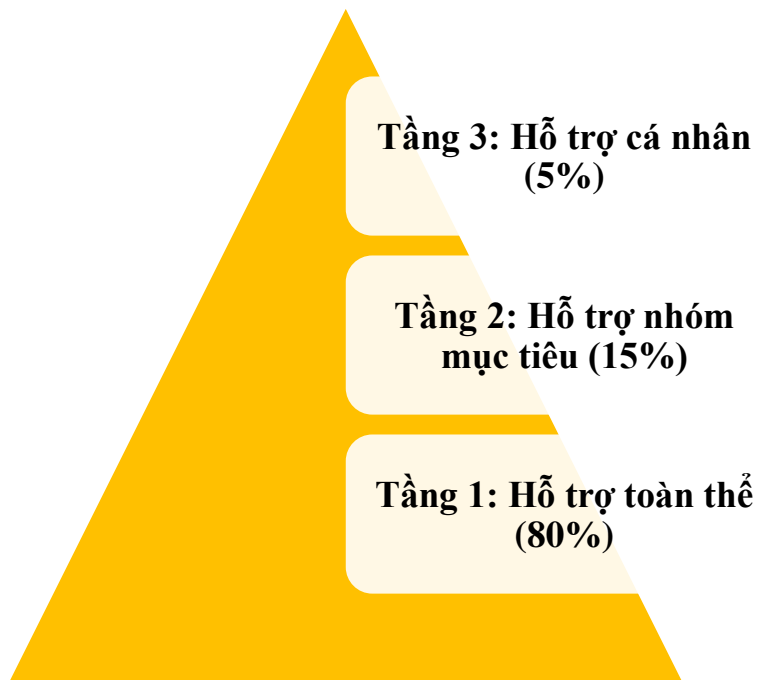 Tầng 3: Hỗ trợ cá nhân
(5%)
Tầng 2: Hỗ trợ nhóm
mục tiêu (15%)
Tầng 1: Hỗ trợ toàn thể
(80%)